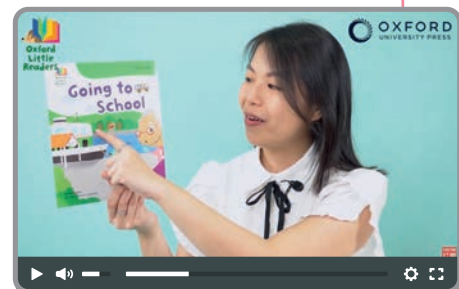 Oxford
Little
Readers
OXFORD
UNIVERSITY PRESS
Going to
School